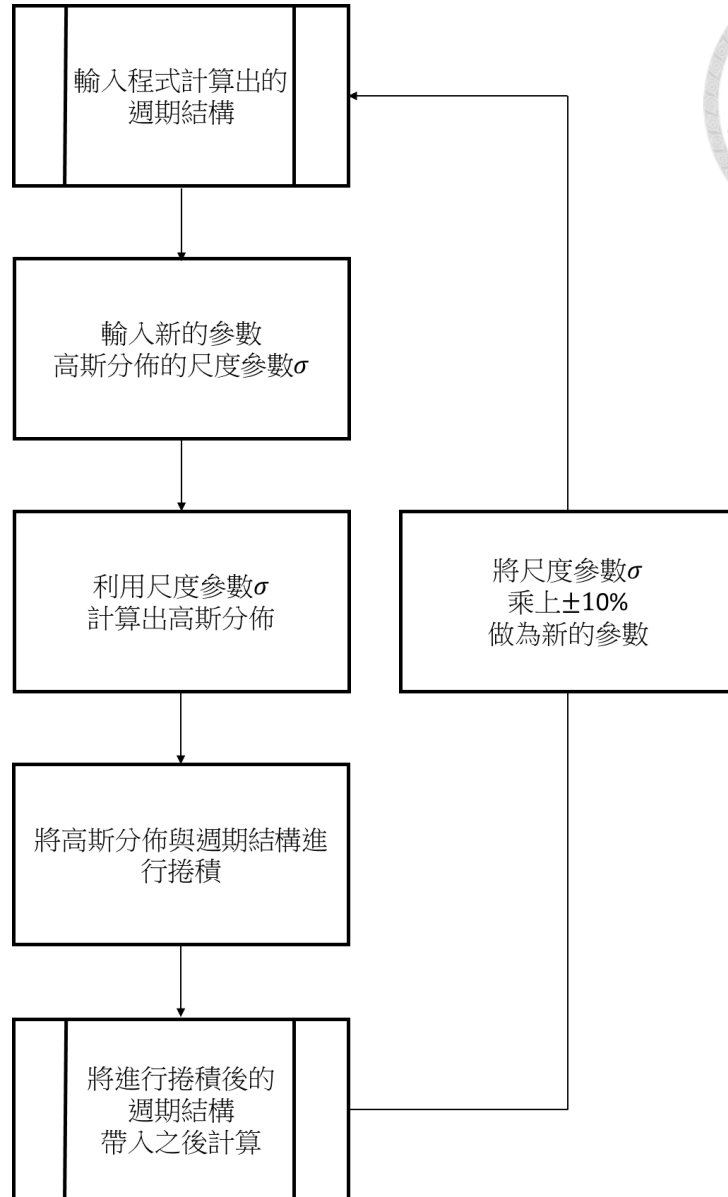 輸入程式計算出的
週期結構
輸入新的參數
高斯分佈的尺度參數σ
利用尺度參數σ
計算出高斯分佈
將尺度參數σ
乘上±10%
做為新的參數
將高斯分佈與週期結構進
行捲積
將進行捲積後的
週期結構
帶入之後計算